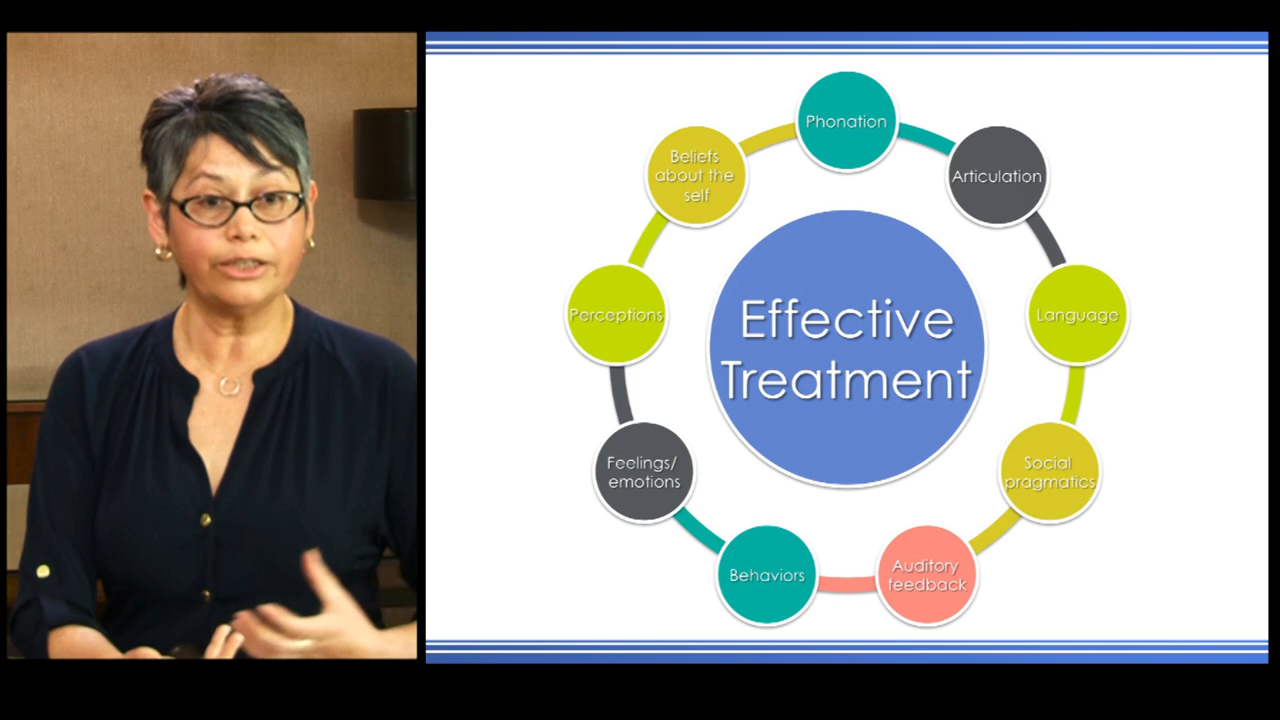 Phonation
Articulation
Language
Social
pragmatics
Auditory
feedback
Behaviors
Feelings/
emotions
Perceptions
Beliefs
about the
self
Effective
Treatment